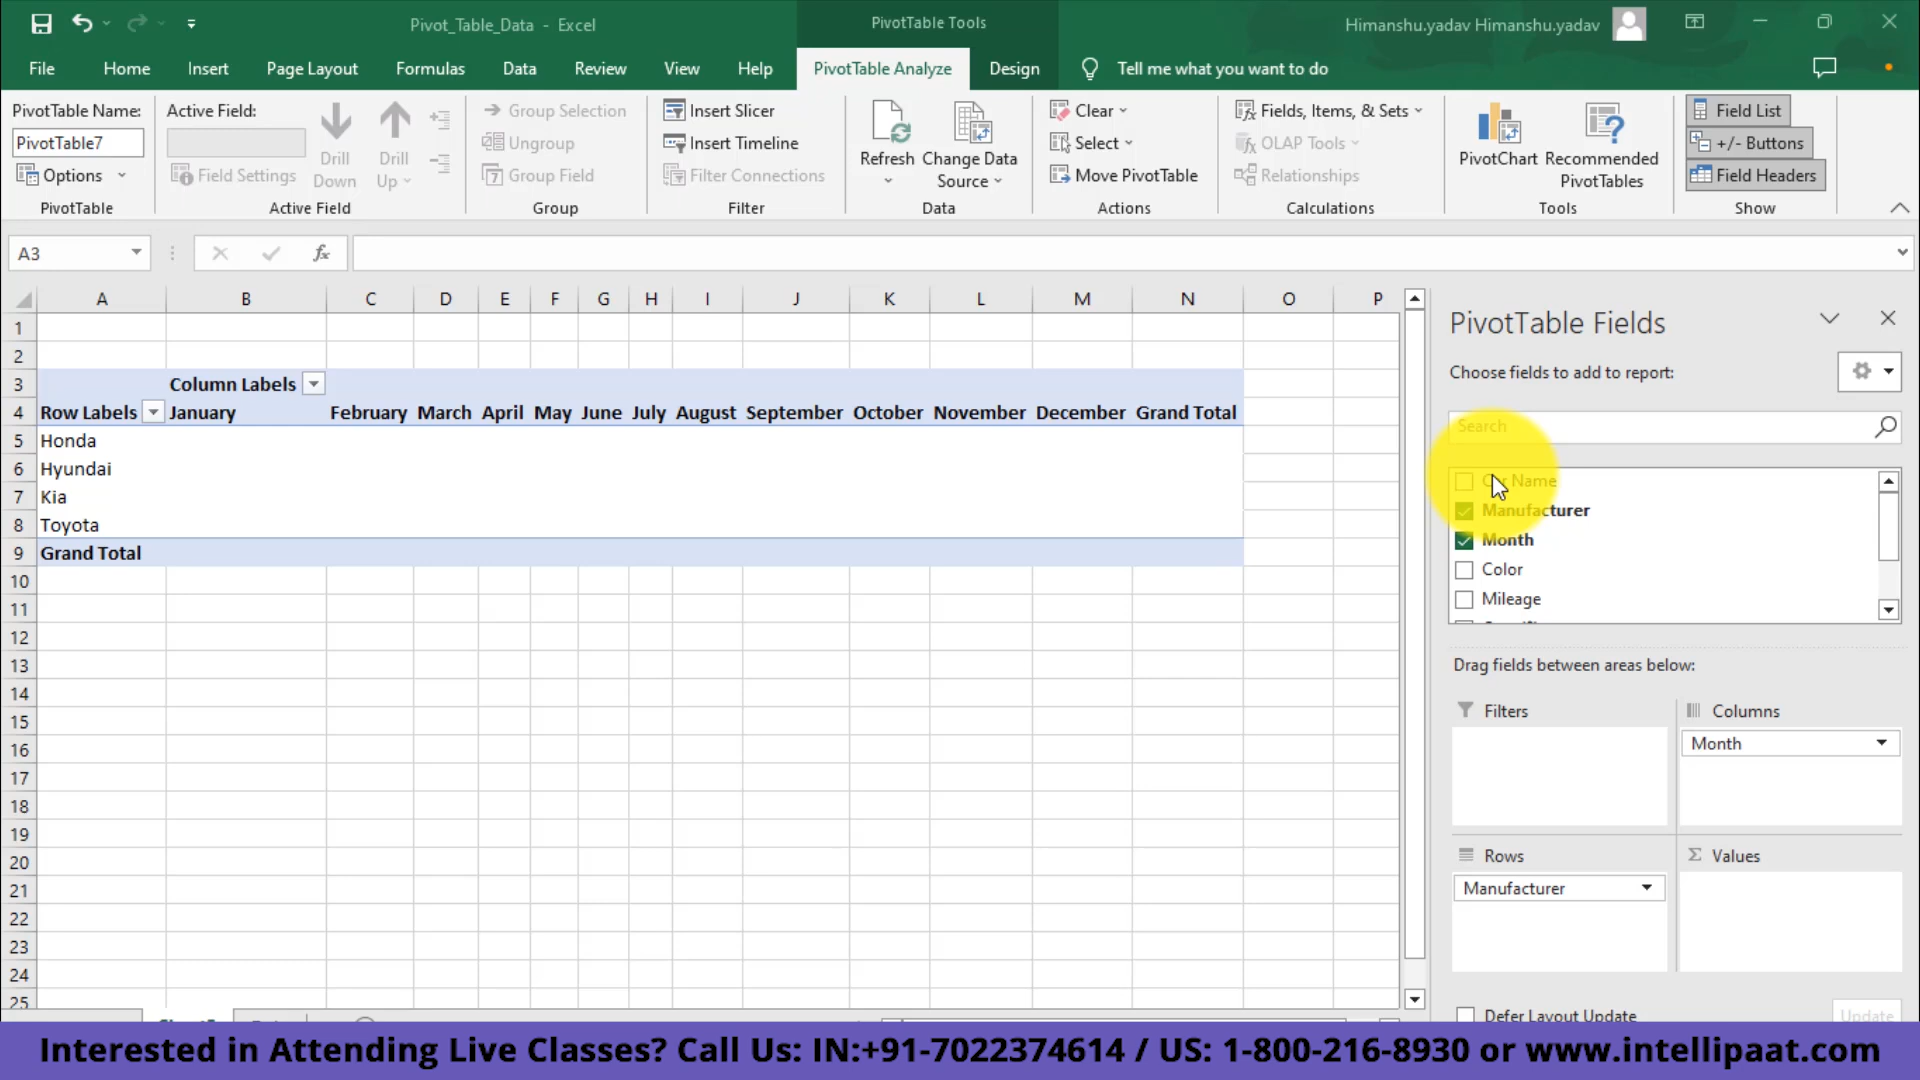 Pivot_Table_Data - Excel
PivotTable Tools
Himanshu.yadav Himanshu.yadav
File Home Insert Page Layout Formulas Data Review View Help PivotTable Analyze Design Tell me what you want to do
PivotTable Name:
PivotTable7
Options
PivotTable
Active Field:
Field Settings
Drill Down
Drill Up
Active Field
Group Selection
Ungroup
Group Field
Group
Insert Slicer
Insert Timeline
Filter Connections
Filter
Refresh
Change Data Source
Data
Clear
Select
Move PivotTable
Actions
Fields, Items, & Sets
OLAP Tools
Relationships
Calculations
PivotChart
Recommended PivotTables
Tools
Field List
+/- Buttons
Field Headers
Show
A3
fx
A B C D E F G H I J K L M N O P
1
2
3 Column Labels
4 Row Labels January February March April May June July August September October November December Grand Total
5 Honda
6 Hyundai
7 Kia
8 Toyota
9 Grand Total
10
11
12
13
14
15
16
17
18
19
20
21
22
23
24
25
PivotTable Fields
Choose fields to add to report:
Search
Name
Manufacturer
Month
Color
Mileage
Drag fields between areas below:
Filters
Columns
Month
Rows
Manufacturer
Σ Values
Defer Layout Update
Update
Interested in Attending Live Classes? Call Us: IN:+91-7022374614 / US: 1-800-216-8930 or www.intellipaat.com